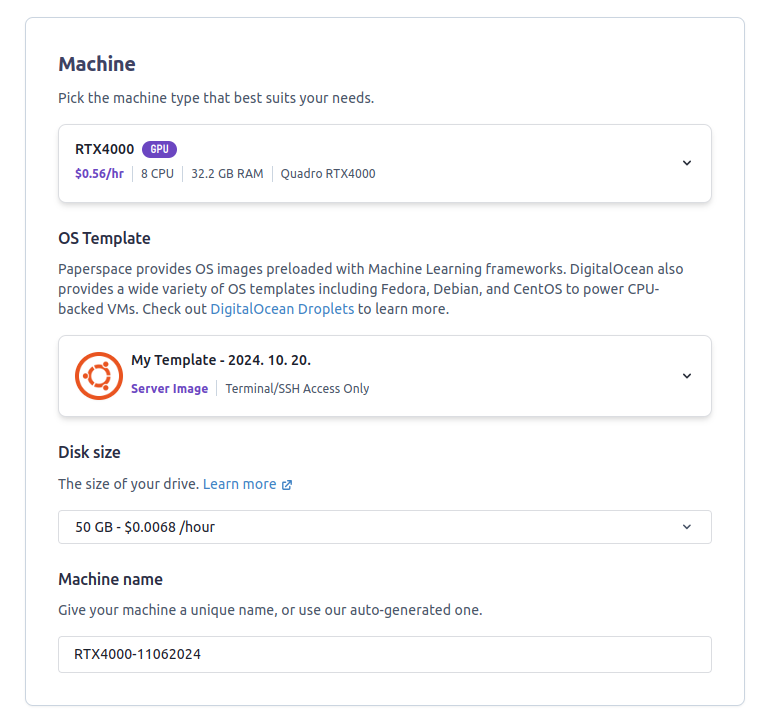 Machine
Pick the machine type that best suits your needs.
RTX4000 GPU
$0.56/hr 8 CPU 32.2 GB RAM Quadro RTX4000
OS Template
Paperspace provides OS images preloaded with Machine Learning frameworks. DigitalOcean also
provides a wide variety of OS templates including Fedora, Debian, and CentOS to power CPU-
backed VMs. Check out DigitalOcean Droplets to learn more.
My Template - 2024. 10. 20.
Server Image Terminal/SSH Access Only
Disk size
The size of your drive. Learn more
50 GB - $0.0068 /hour
Machine name
Give your machine a unique name, or use our auto-generated one.
RTX4000-11062024